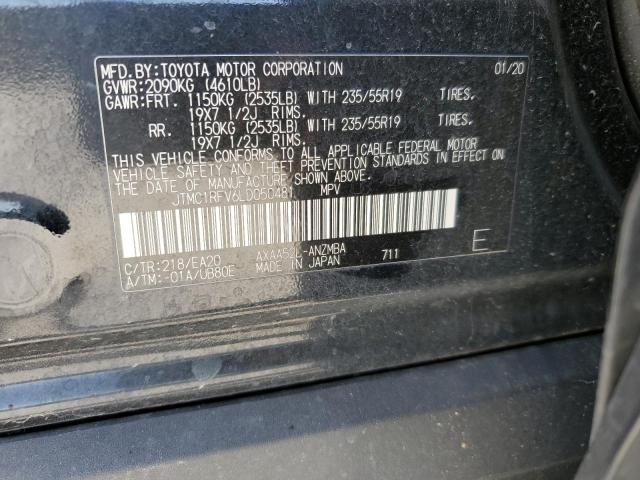 MFD.BY:TOYOTA MOTOR CORPORATION 01/20
GVWR:2090KG (4610LB)
GAWR:FRT. 1150KG (2535LB) WITH 235/55R19 TIRES.
19X7 1/2J RIMS.
RR. 1150KG (2535LB) WITH 235/55R19 TIRES.
19X7 1/2J RIMS.
THIS VEHICLE CONFORMS TO ALL APPLICABLE FEDERAL MOTOR
VEHICLE SAFETY AND THEFT PREVENTION STANDARDS IN EFFECT ON
THE DATE OF MANUFACTURE SHOWN ABOVE.
JTMC1RFV6LD050481 MPV
C/TR:218/EA20 AXAA52L-ANZMBA E
A/TM:-01A/UB80E MADE IN JAPAN 711